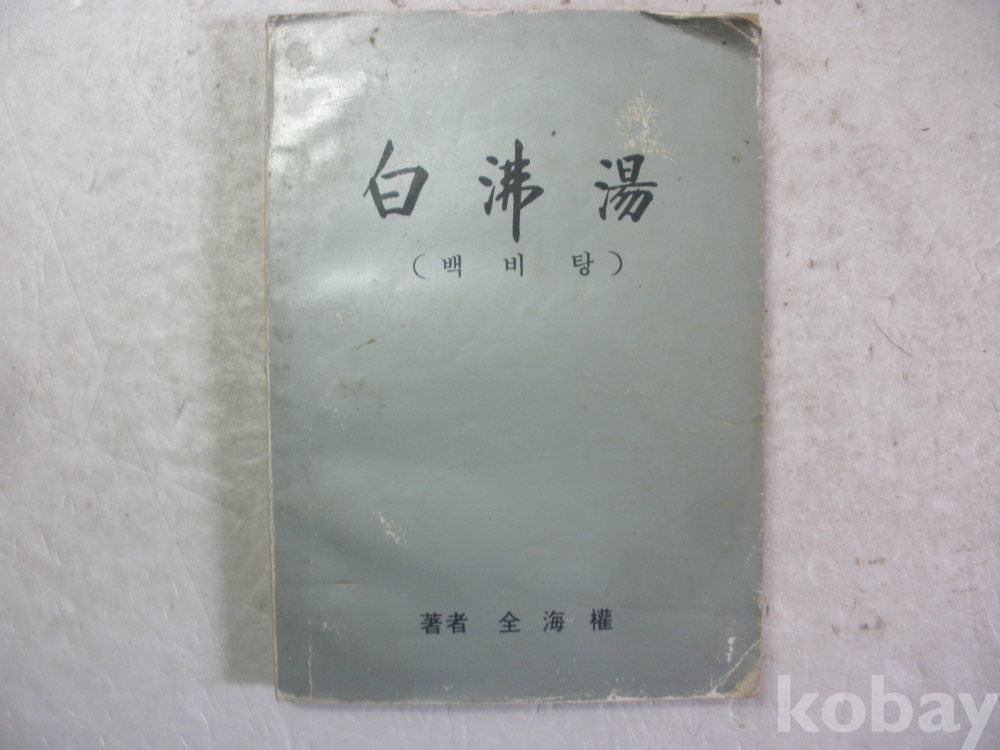 白沸湯
(백비탕)
著者 全海權
kobay